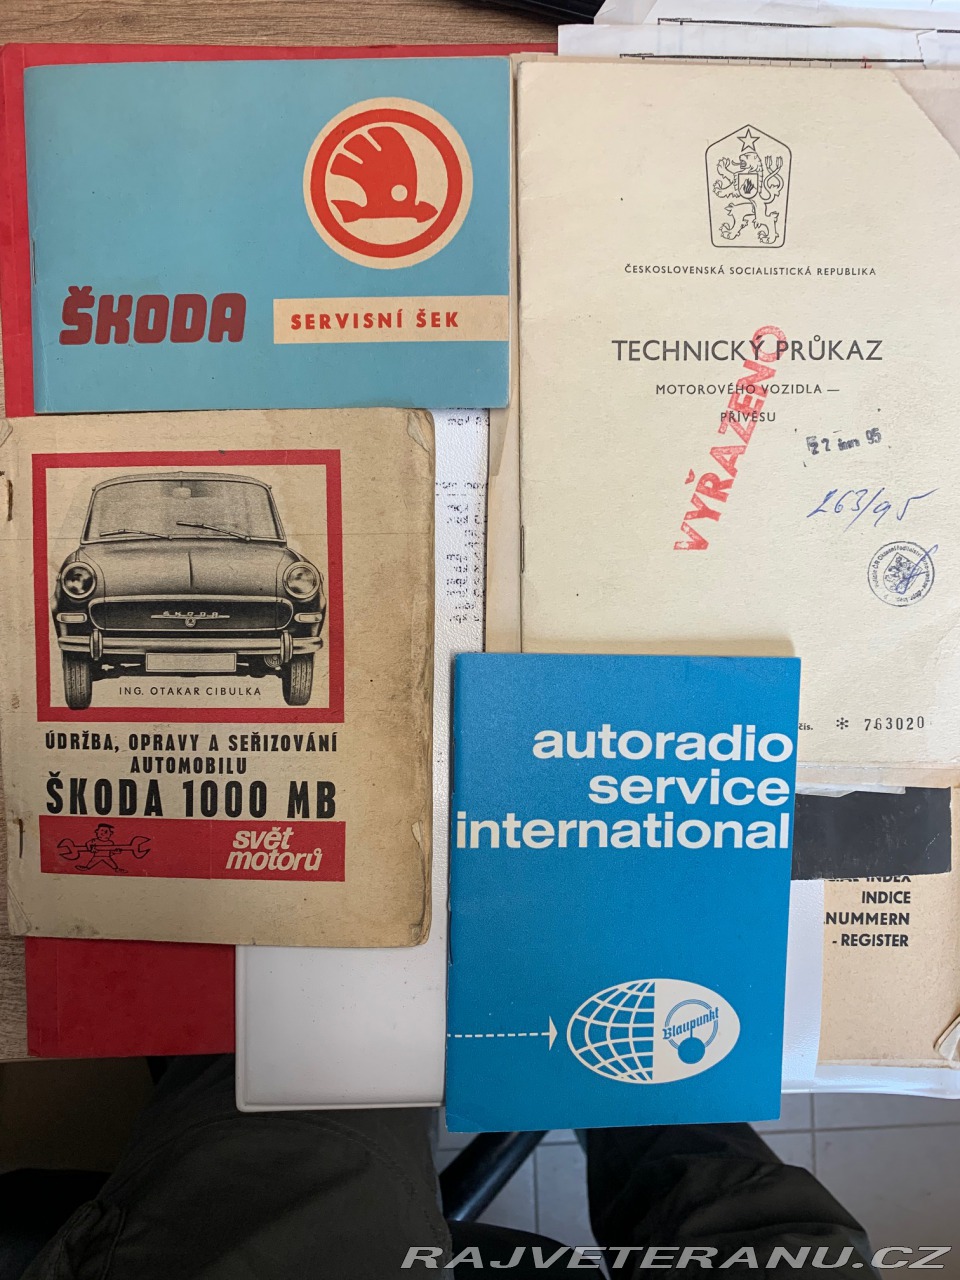 ŠKODA
SERVISNÍ ŠEK
ČESKOSLOVENSKÁ SOCIALISTICKÁ REPUBLIKA
TECHNICKÝ PRŮKAZ
MOTOROVÉHO VOZIDLA —
PŘÍVĚSU
VYŘAZENO
22 95
263/95
čís. * 763020
ŠKODA
ING. OTAKAR CIBULKA
ÚDRŽBA, OPRAVY A SEŘIZOVÁNÍ
AUTOMOBILU
ŠKODA 1000 MB
svět
motorů
autoradio
service
international
Blaupunkt
INDEX
INDICE
NUMMERN
- REGISTER
RAJVETERANU.CZ